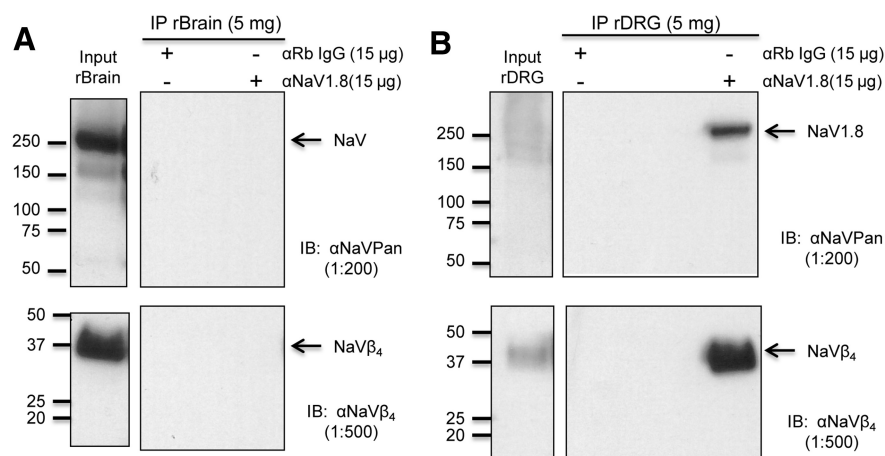 A
IP rBrain (5 mg)
Input
rBrain
+ - αRb IgG (15 µg)
- + αNaV1.8(15 µg)
250
150
100
75
50
NaV
IB: αNaVPan
(1:200)
50
37
25
20
NaVβ₄
IB: αNaVβ₄
(1:500)
B
IP rDRG (5 mg)
Input
rDRG
+ - αRb IgG (15 µg)
- + αNaV1.8(15 µg)
250
150
100
75
50
NaV1.8
IB: αNaVPan
(1:200)
50
37
25
20
NaVβ₄
IB: αNaVβ₄
(1:500)